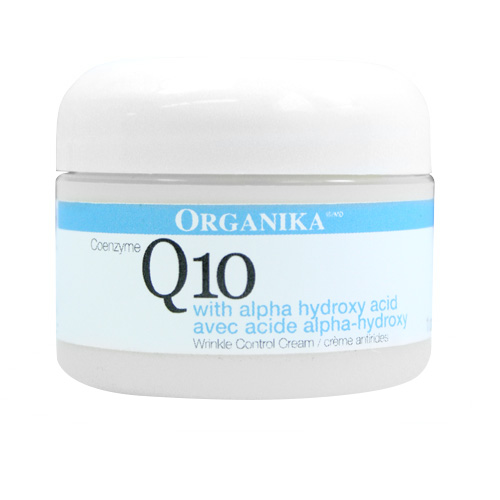 ORGANIKA
Coenzyme
Q10
with alpha hydroxy acid
avec acide alpha-hydroxy
Wrinkle Control Cream / crème antirides